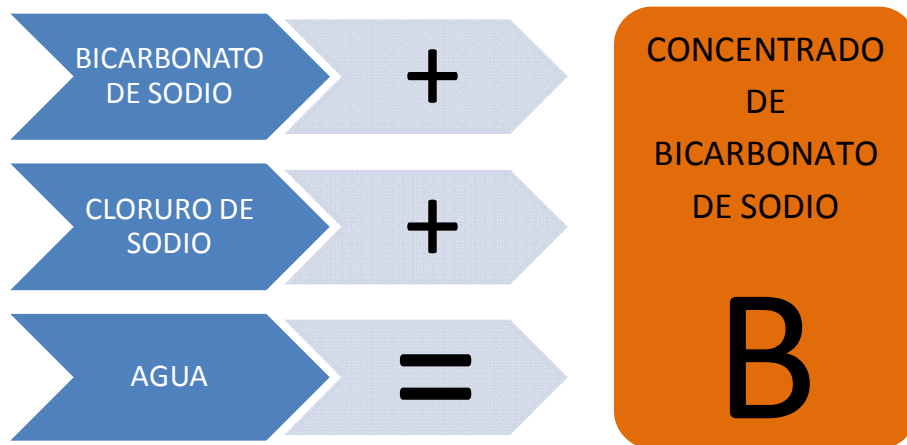 BICARBONATO
DE SODIO
+
CLORURO DE
SODIO
+
AGUA
=
CONCENTRADO
DE
BICARBONATO
DE SODIO
B